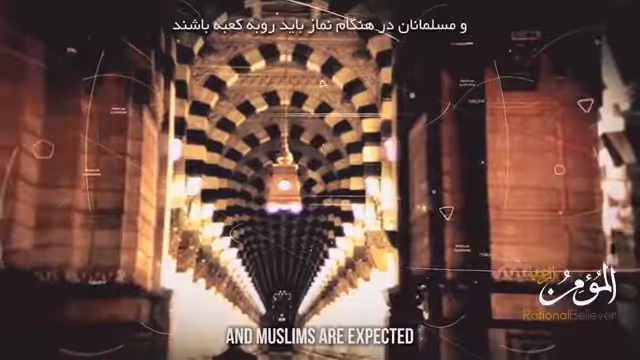 و مسلمانان در هنگام نماز باید روبه کعبه باشند
المؤمن
RationalBeliever
AND MUSLIMS ARE EXPECTED